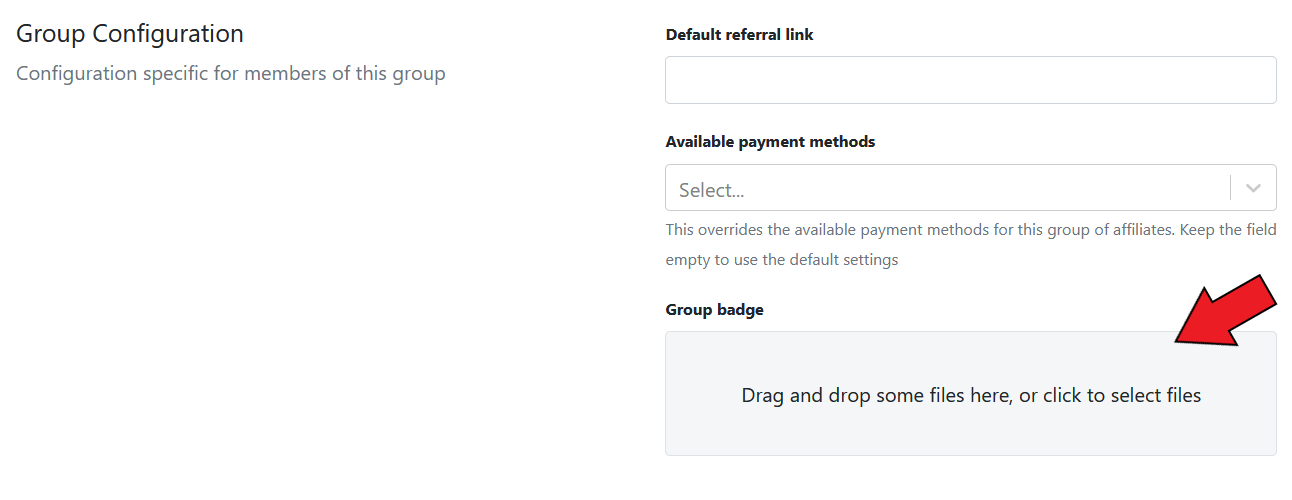 Group Configuration
Configuration specific for members of this group
Default referral link
Available payment methods
Select...
This overrides the available payment methods for this group of affiliates. Keep the field
empty to use the default settings
Group badge
Drag and drop some files here, or click to select files